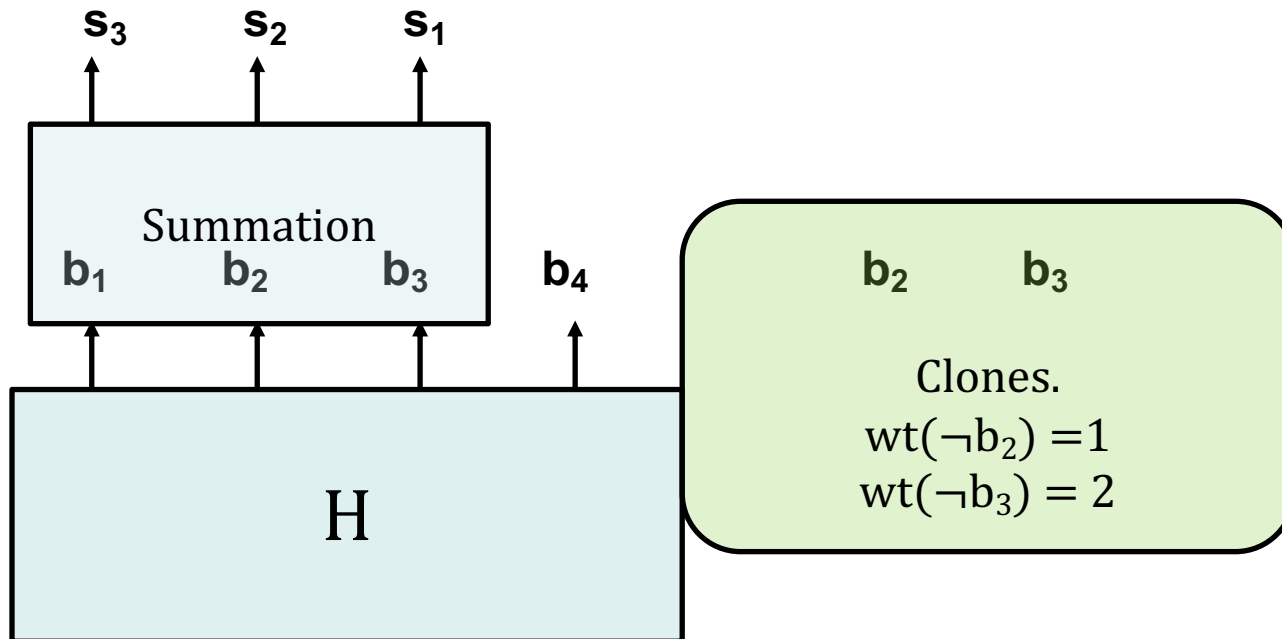 s₃ s₂ s₁
Summation
b₁ b₂ b₃ b₄ b₂ b₃
Clones.
wt(¬b₂) =1
wt(¬b₃) = 2
H